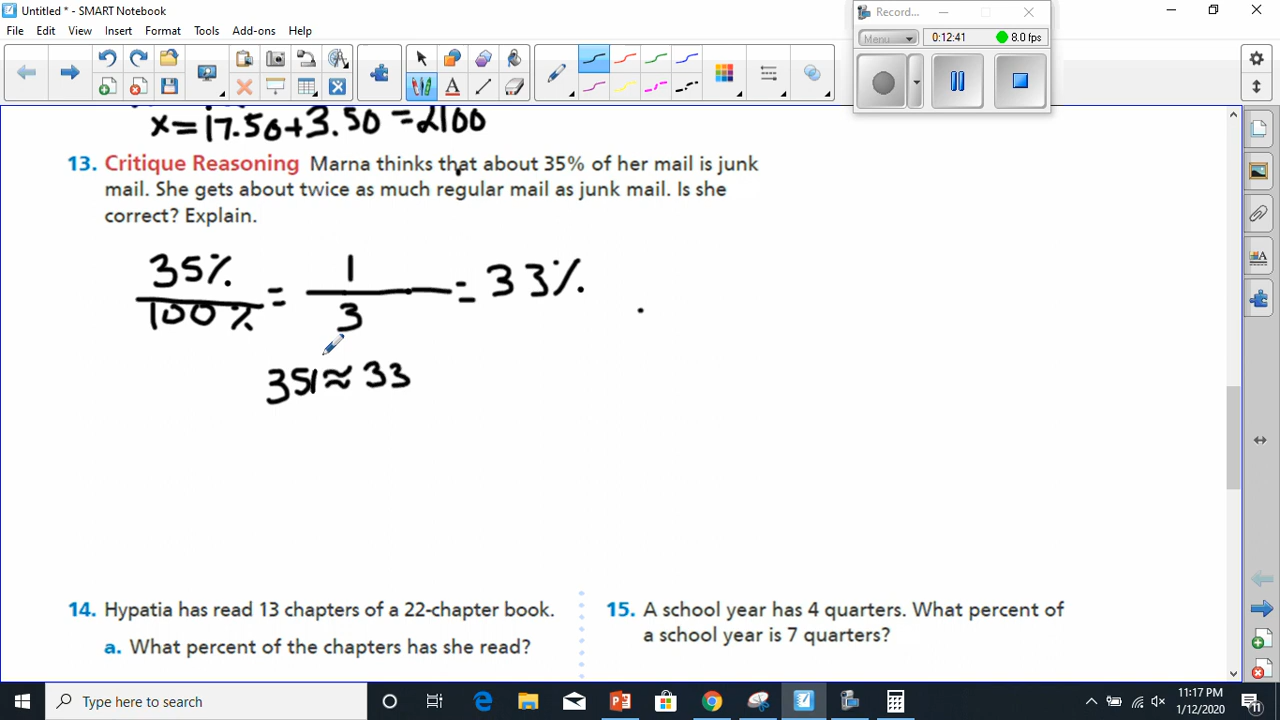 Untitled * - SMART Notebook
Record...
File Edit View Insert Format Tools Add-ons Help
Menu
0:12:41
8.0 fps
x=17.50+3.50=2100
13. Critique Reasoning Marna thinks that about 35% of her mail is junk
mail. She gets about twice as much regular mail as junk mail. Is she
correct? Explain.
35%
100%
=
1
3
= 33%
351≈33
14. Hypatia has read 13 chapters of a 22-chapter book.
a. What percent of the chapters has she read?
15. A school year has 4 quarters. What percent of
a school year is 7 quarters?
Type here to search
11:17 PM
1/12/2020